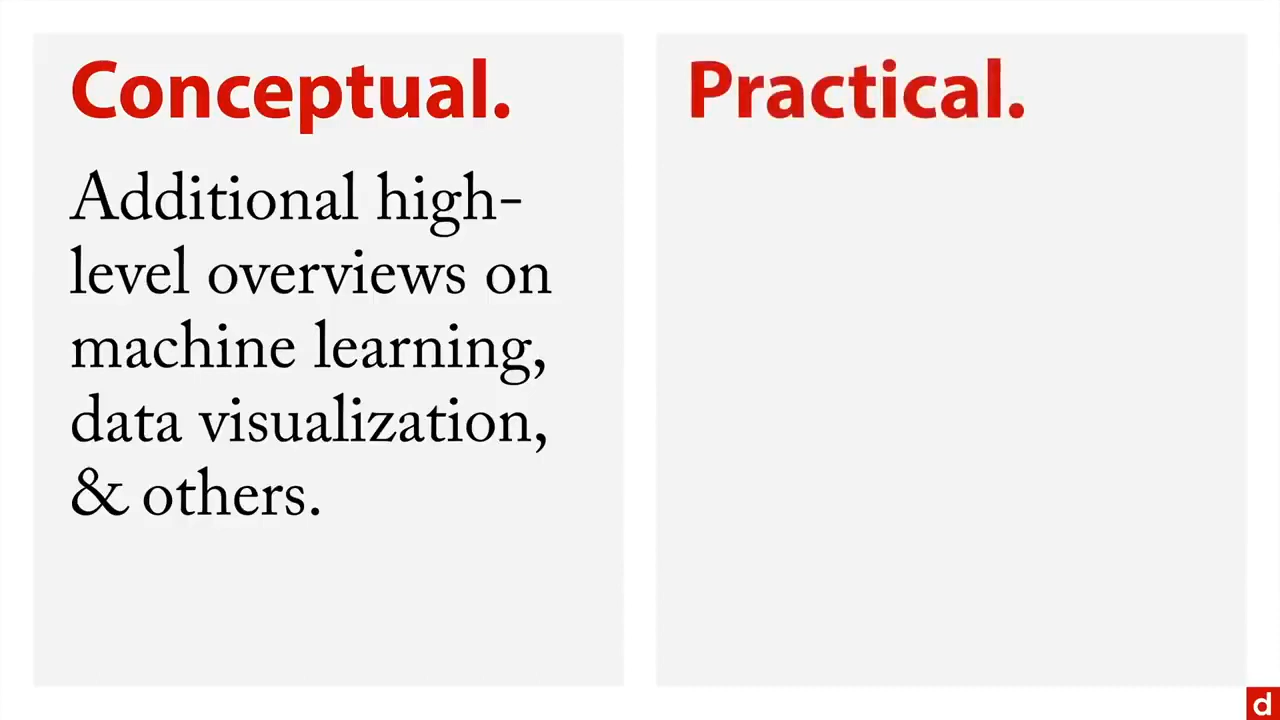 Conceptual.
Additional high-
level overviews on
machine learning,
data visualization,
& others.
Practical.
d